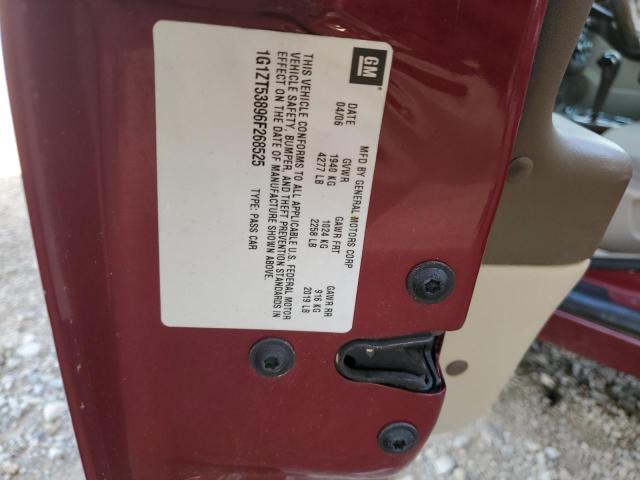 GM
MFD BY GENERAL MOTORS CORP
DATE GVWR GAWR FRT GAWR RR
04/06 1940 KG 1024 KG 916 KG
4277 LB 2258 LB 2019 LB
THIS VEHICLE CONFORMS TO ALL APPLICABLE U.S. FEDERAL MOTOR
VEHICLE SAFETY, BUMPER, AND THEFT PREVENTION STANDARDS IN
EFFECT ON THE DATE OF MANUFACTURE SHOWN ABOVE.
1G1ZT53896F268525 TYPE: PASS CAR